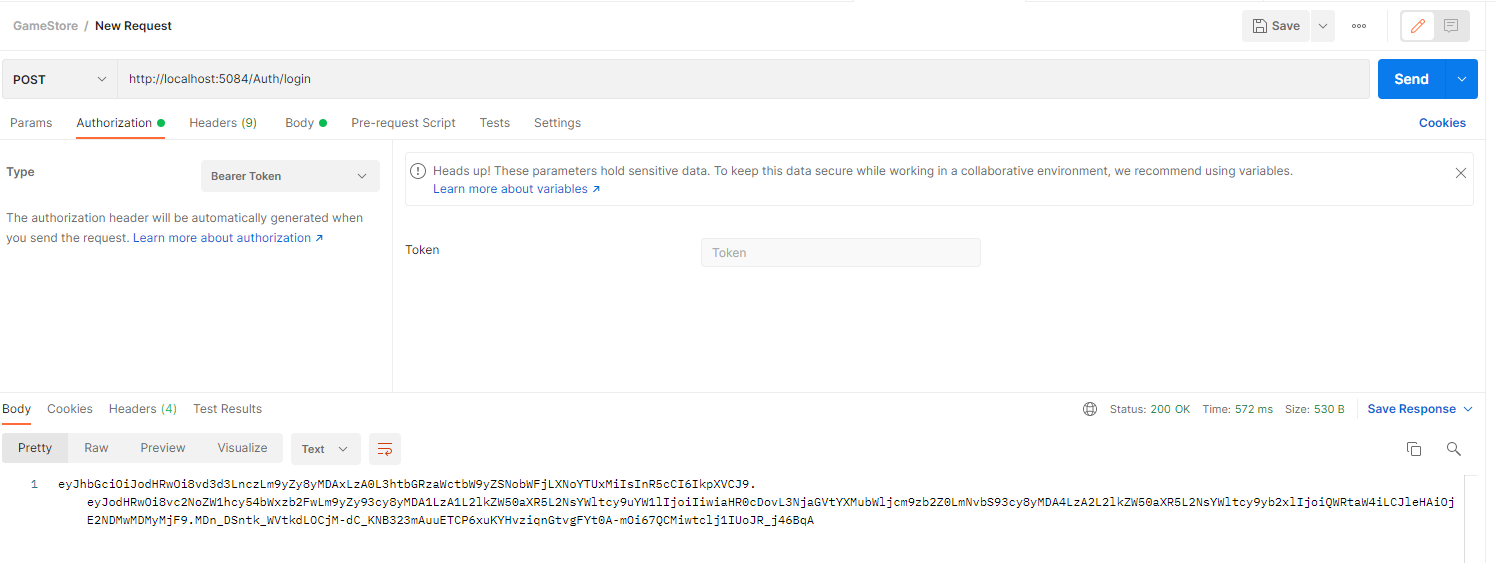 GameStore / New Request
Save
POST http://localhost:5084/Auth/login Send
Params Authorization Headers (9) Body Pre-request Script Tests Settings Cookies
Type Bearer Token
The authorization header will be automatically generated when
you send the request. Learn more about authorization ↗
Heads up! These parameters hold sensitive data. To keep this data secure while working in a collaborative environment, we recommend using variables.
Learn more about variables ↗
Token Token
Body Cookies Headers (4) Test Results Status: 200 OK Time: 572 ms Size: 530 B Save Response
Pretty Raw Preview Visualize Text
1 eyJhbGciOiJodHRwOi8vd3d3LnczLm9yZy8yMDAxLzA0L3htbGRzaWctbW9yZSNobWFjLXNoYTUxMiIsInR5cCI6IkpXVCJ9.
eyJodHRwOi8vc2NoZW1hcy54bWxzb2FwLm9yZy93cy8yMDA1LzA1L2lkZW50aXR5L2NsYWltcy9uYW1lIjoiIiwiaHR0cDovL3NjaGVtYXMubWljcm9zb2Z0LmNvbS93cy8yMDA4LzA2L2lkZW50aXR5L2NsYWltcy9yb2xlIjoiQWRtaW4iLCJleHAiOj
E2NDMwMDMyMjF9.MDn_DSntk_WVtkdLOCjM-dC_KNB323mAuuETCP6xuKYHvziqnGtvgFYt0A-mOi67QCMiwtclj1IUoJR_j46BqA